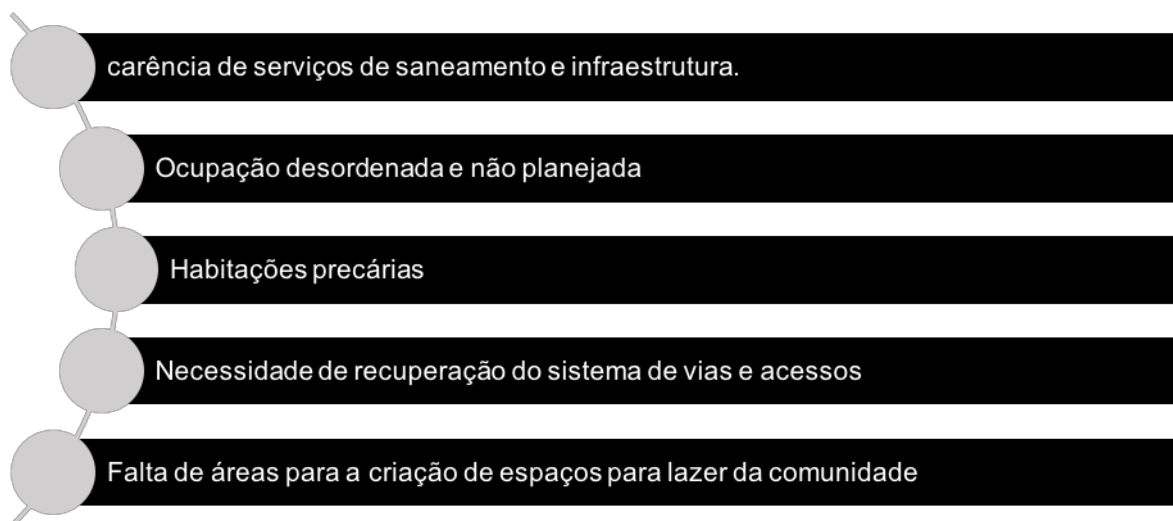 carência de serviços de saneamento e infraestrutura.
Ocupação desordenada e não planejada
Habitações precárias
Necessidade de recuperação do sistema de vias e acessos
Falta de áreas para a criação de espaços para lazer da comunidade